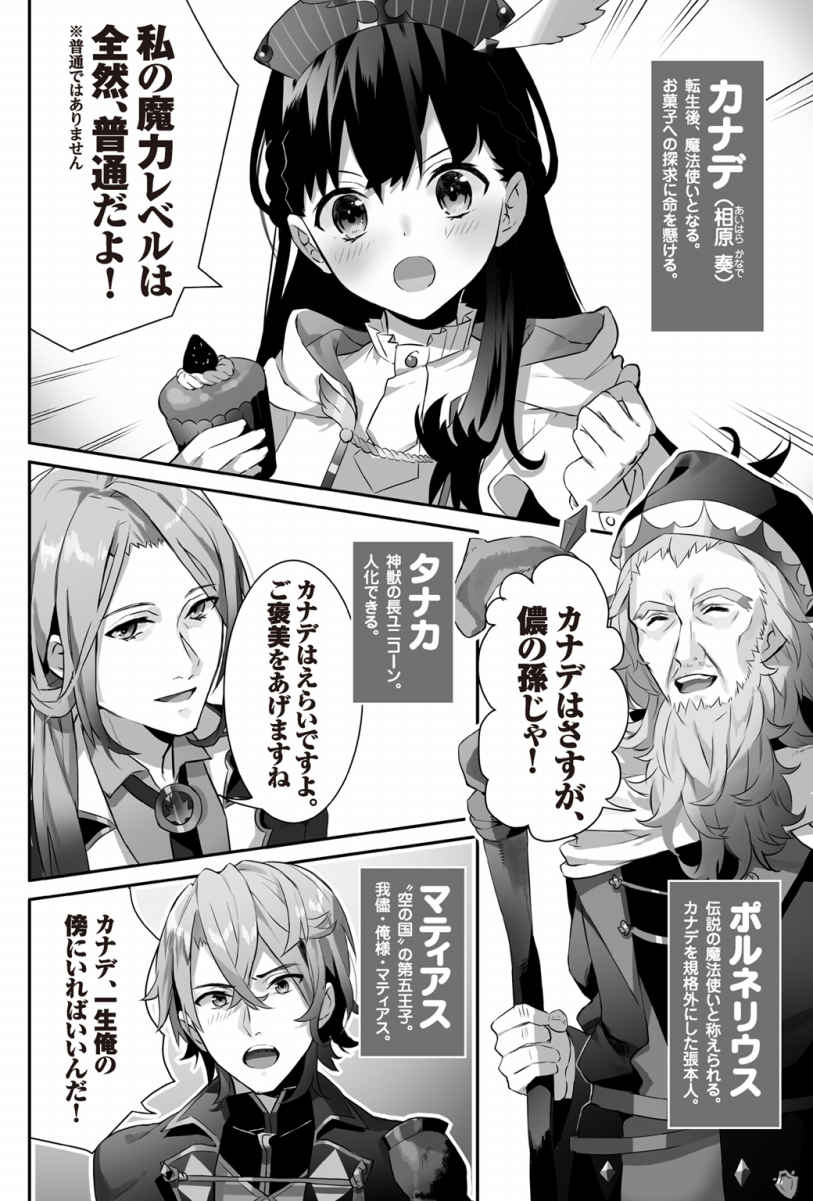 カナデ（相原 奏）
あいはら かなで
転生後、魔法使いとなる。
お菓子への探求に命を懸ける。
私の魔力レベルは
全然、普通だよ！
※普通ではありません
カナデはさすが、
儂の孫じゃ！
ポルネリウス
伝説の魔法使いと称えられる。
カナデを規格外にした張本人。
タナカ
神獣の長ユニコーン。
人化できる。
カナデはえらいですよ。
ご褒美をあげますね
マティアス
〝空の国〟の第五王子。
我儘・俺様・マティアス。
カナデ、一生俺の
傍にいればいいんだ！